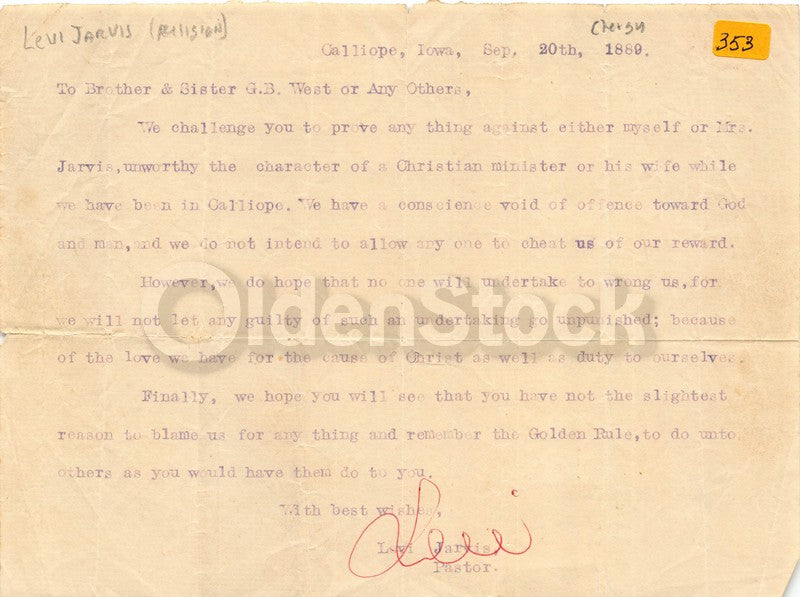 Levi Jarvis (Religion)
Clergy
353
Calliope, Iowa, Sep. 20th, 1889.
To Brother & Sister G.B. West or Any Others,
We challenge you to prove any thing against either myself or Mrs.
Jarvis,unworthy the character of a Christian minister or his wife while
we have been in Calliope. We have a conscience void of offence toward God
and man,and we do not intend to allow any one to cheat us of our reward.
However,we do hope that no one will undertake to wrong us,for
we will not let any guilty of such an undertaking go unpunished; because
of the love we have for the cause of Christ as well as duty to ourselves.
Finally, we hope you will see that you have not the slightest
reason to blame us for any thing and remember the Golden Rule,to do unto
others as you would have them do to you.
With best wishes,
Levi
Levi Jarvis,
Pastor.
OldenStock